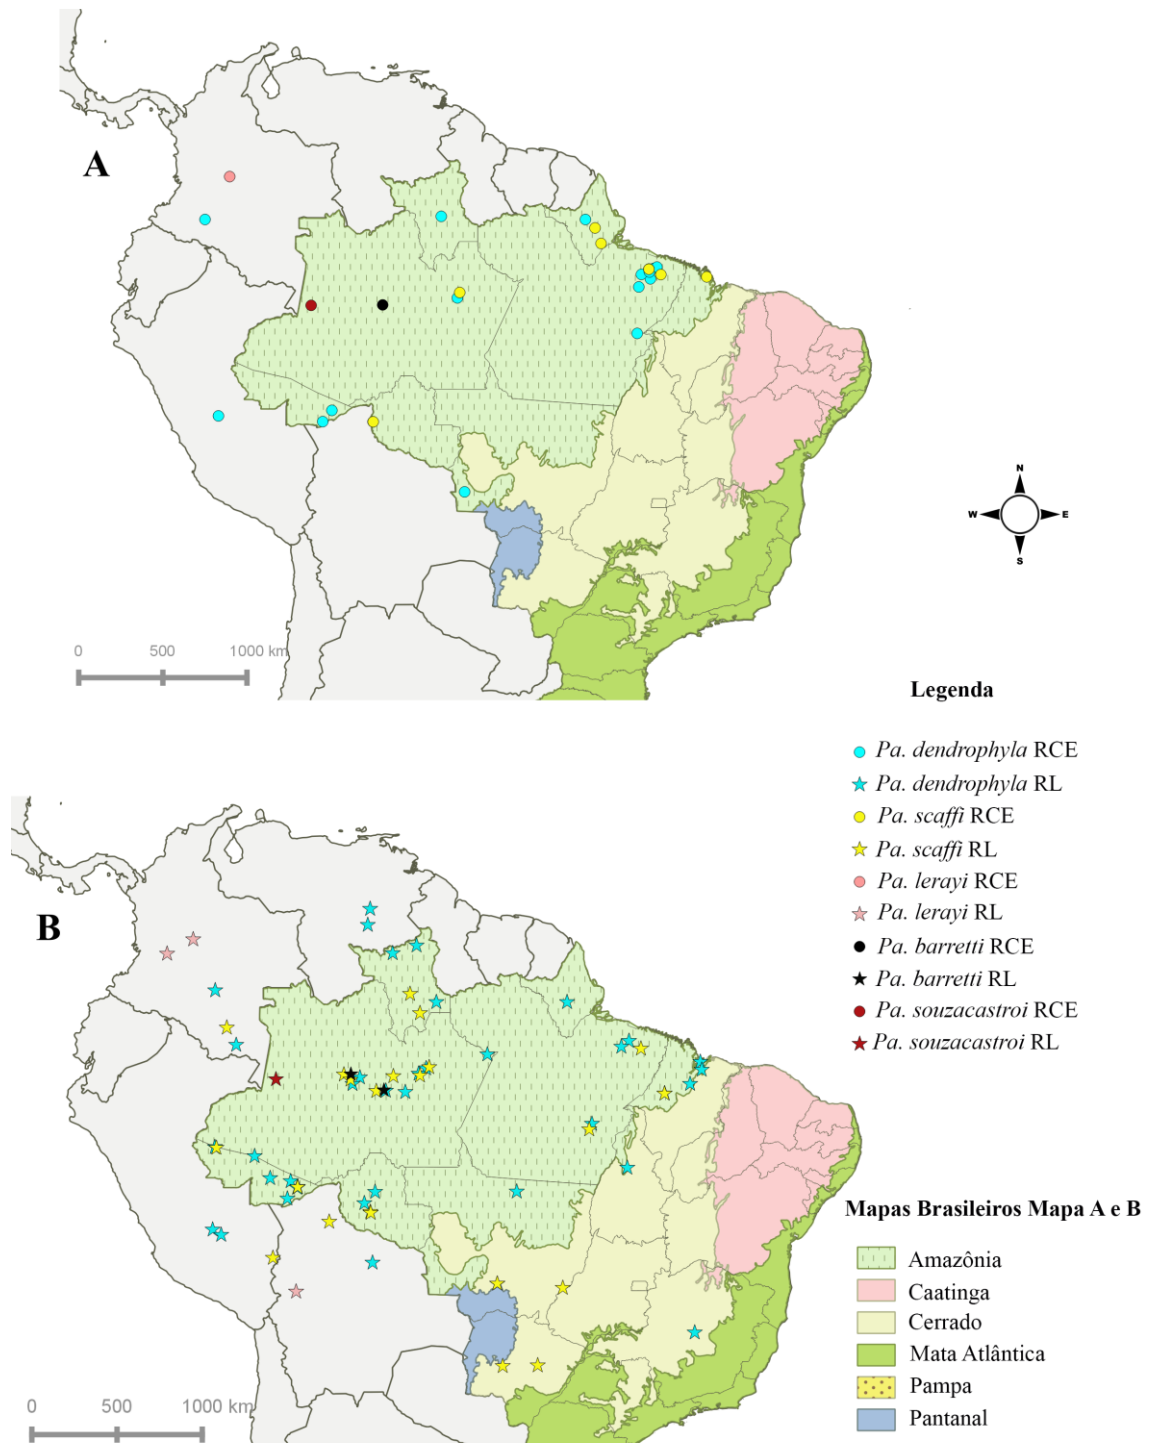 A
N
W E
S
0 500 1000 km
Legenda
Pa. dendrophyla RCE
Pa. dendrophyla RL
Pa. scaffi RCE
Pa. scaffi RL
Pa. lerayi RCE
Pa. lerayi RL
Pa. barretti RCE
Pa. barretti RL
Pa. souzacastroi RCE
Pa. souzacastroi RL
B
Mapas Brasileiros Mapa A e B
Amazônia
Caatinga
Cerrado
Mata Atlântica
Pampa
Pantanal
0 500 1000 km